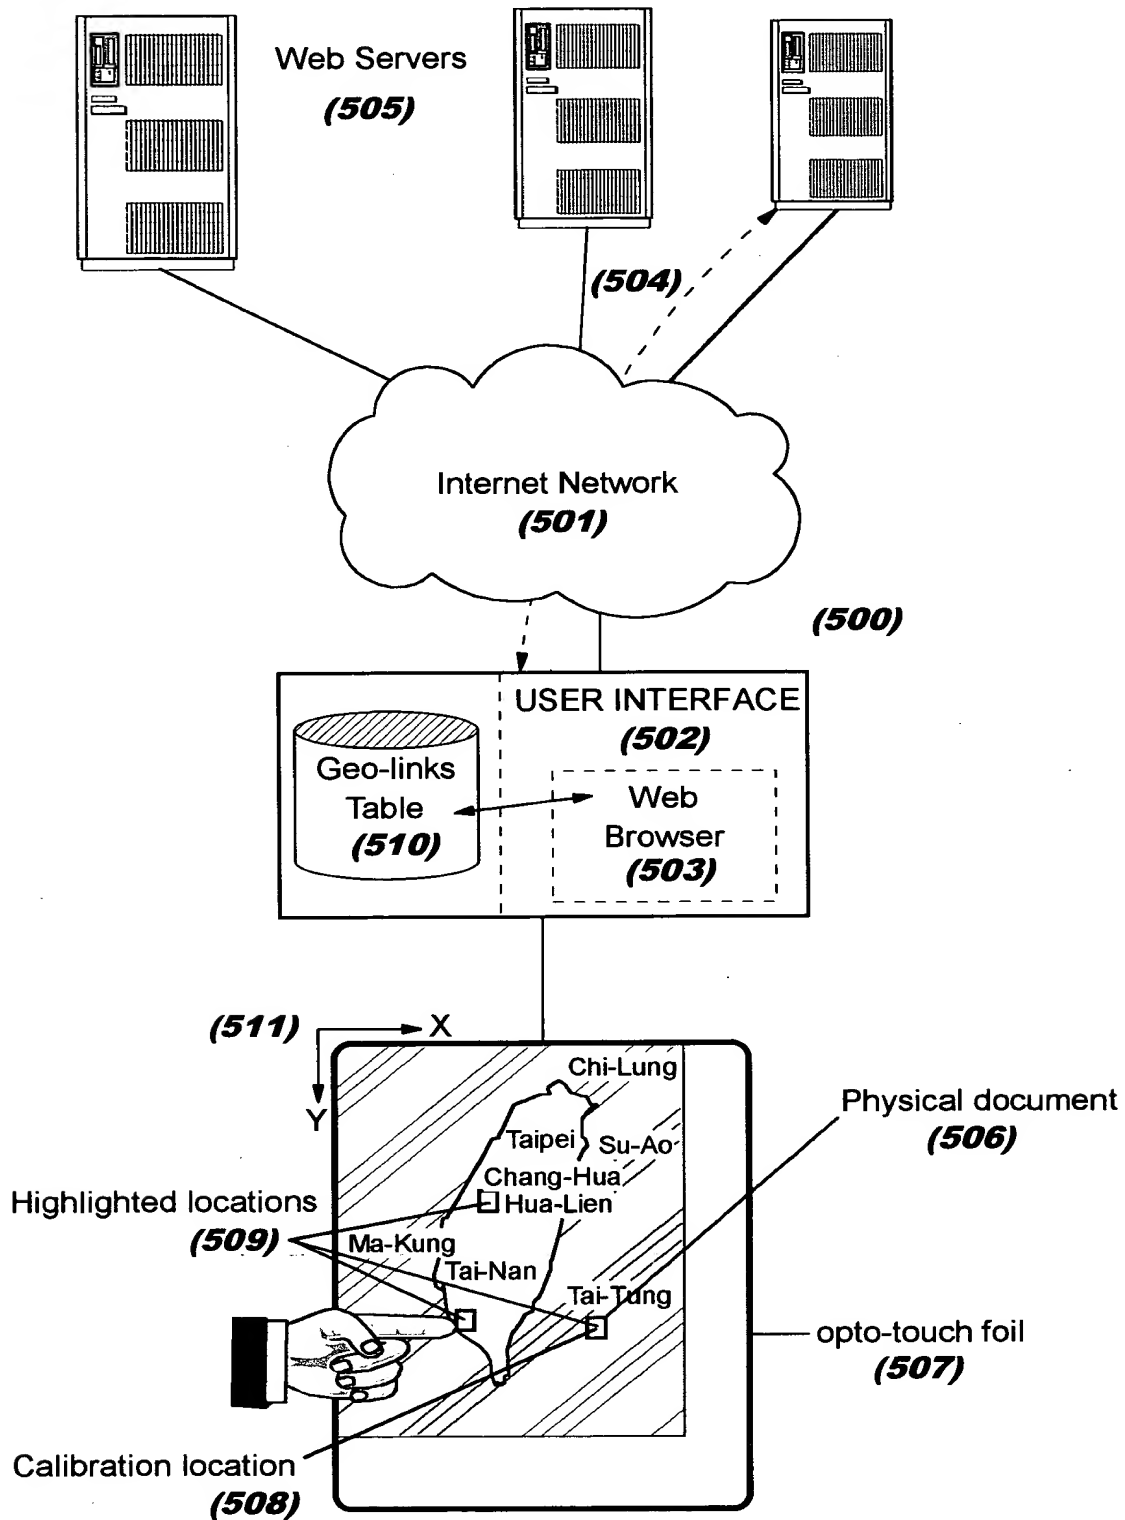 Web Servers
(505)
(504)
Internet Network
(501)
(500)
USER INTERFACE
(502)
Geo-links
Table
(510)
Web
Browser
(503)
(511)
X
Y
Chi-Lung
Taipei
Su-Ao
Chang-Hua
Hua-Lien
Ma-Kung
Tai-Nan
Tai-Tung
Physical document
(506)
Highlighted locations
(509)
opto-touch foil
(507)
Calibration location
(508)